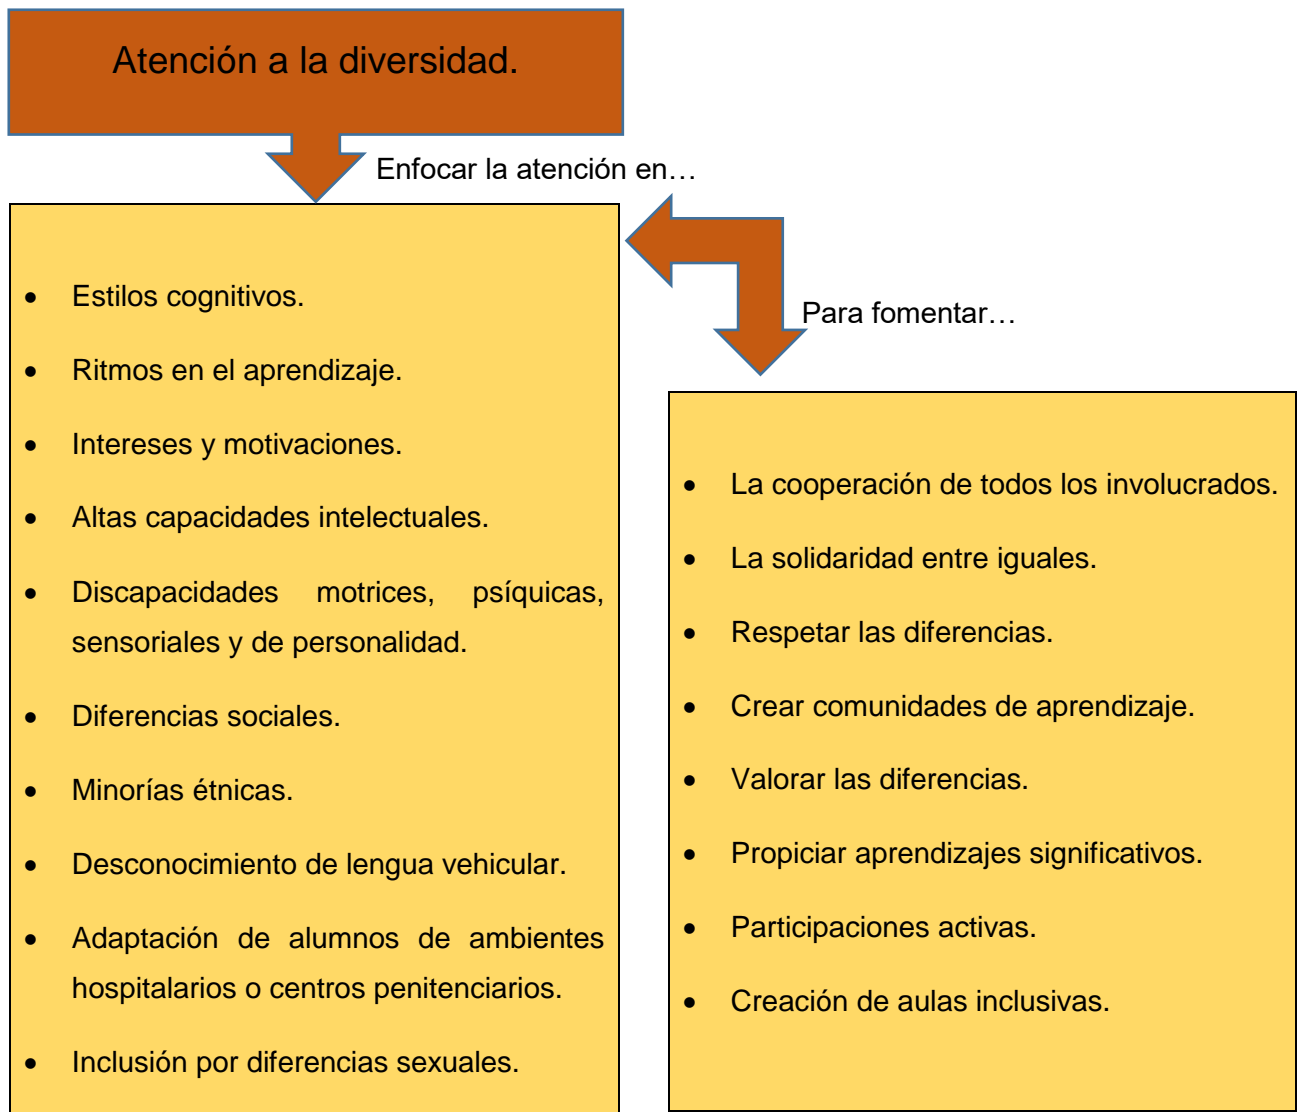 Atención a la diversidad.
Enfocar la atención en…
• Estilos cognitivos.
• Ritmos en el aprendizaje.
• Intereses y motivaciones.
• Altas capacidades intelectuales.
• Discapacidades motrices, psíquicas,
sensoriales y de personalidad.
• Diferencias sociales.
• Minorías étnicas.
• Desconocimiento de lengua vehicular.
• Adaptación de alumnos de ambientes
hospitalarios o centros penitenciarios.
• Inclusión por diferencias sexuales.
Para fomentar…
• La cooperación de todos los involucrados.
• La solidaridad entre iguales.
• Respetar las diferencias.
• Crear comunidades de aprendizaje.
• Valorar las diferencias.
• Propiciar aprendizajes significativos.
• Participaciones activas.
• Creación de aulas inclusivas.